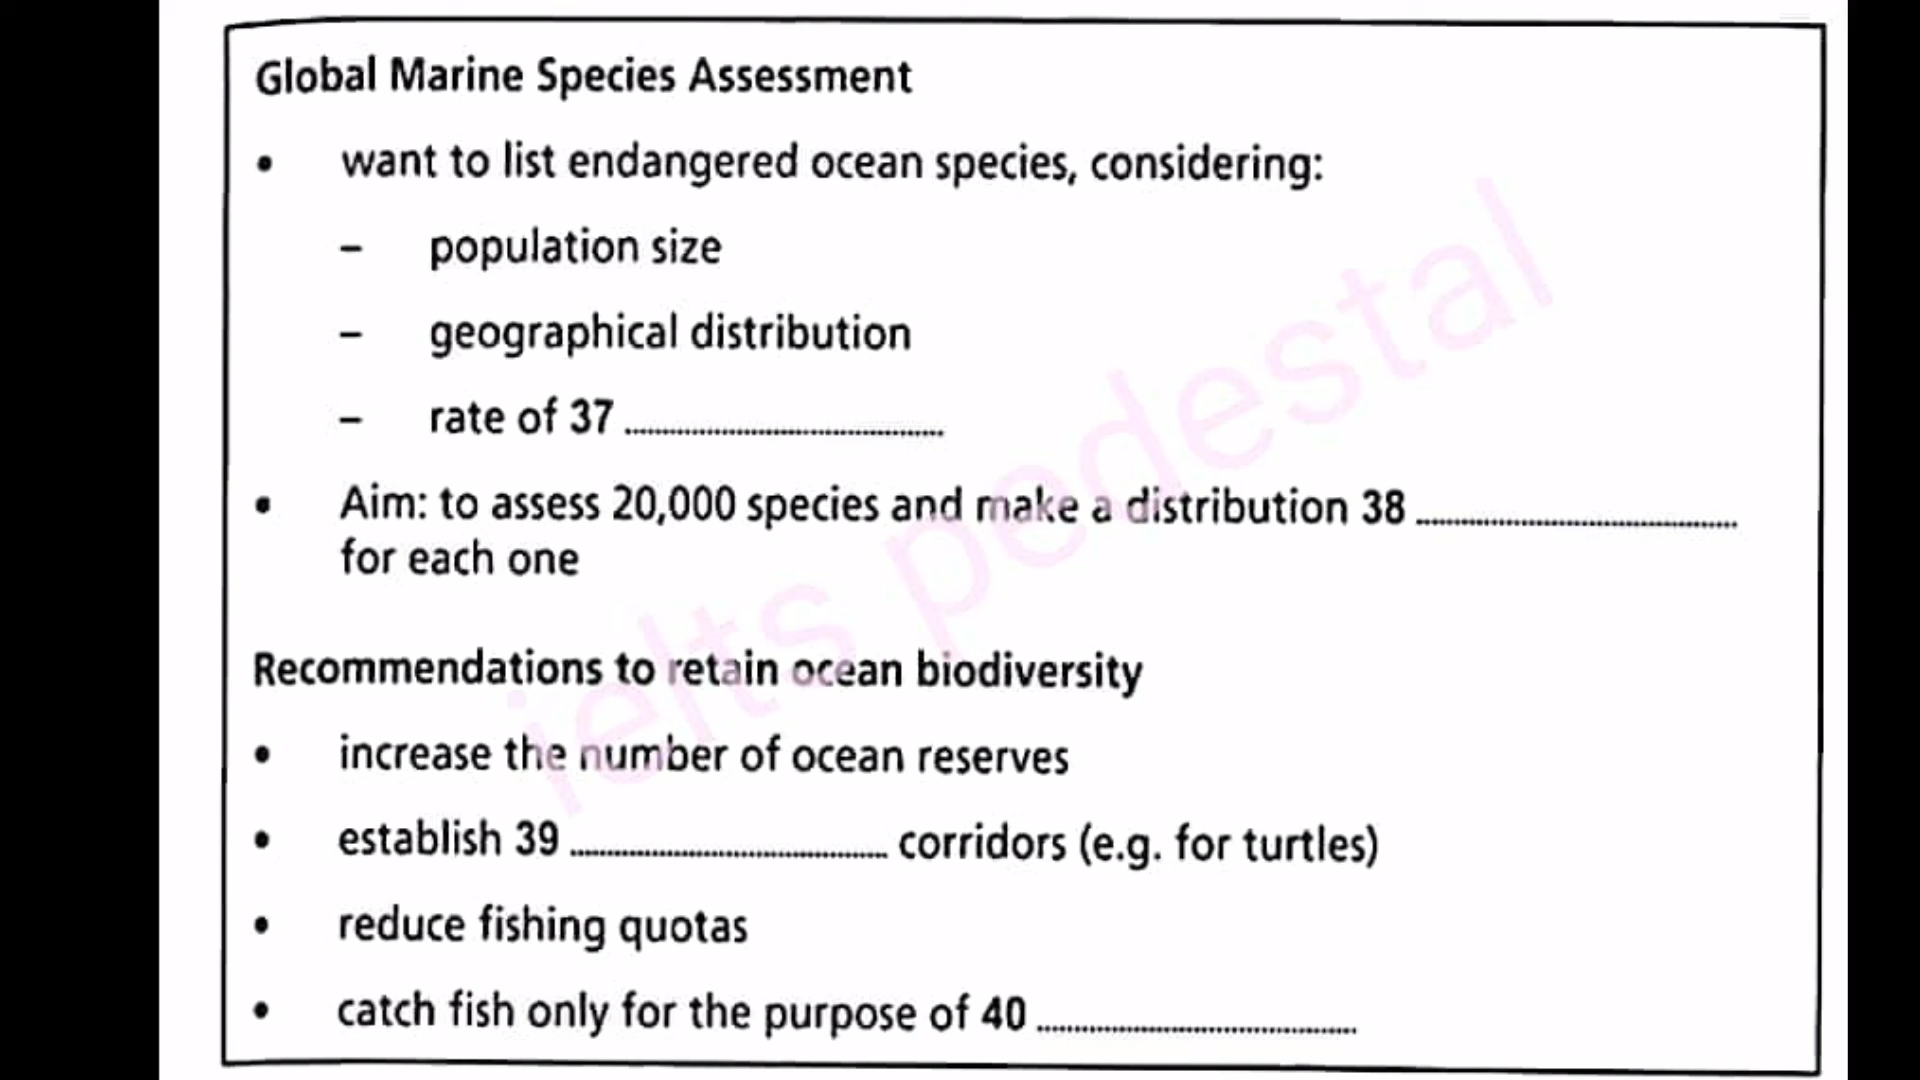 Global Marine Species Assessment
• want to list endangered ocean species, considering:
– population size
– geographical distribution
– rate of 37 ........................................
• Aim: to assess 20,000 species and make a distribution 38 ........................................
for each one
Recommendations to retain ocean biodiversity
• increase the number of ocean reserves
• establish 39 ........................................ corridors (e.g. for turtles)
• reduce fishing quotas
• catch fish only for the purpose of 40 ........................................
ielts pedestal